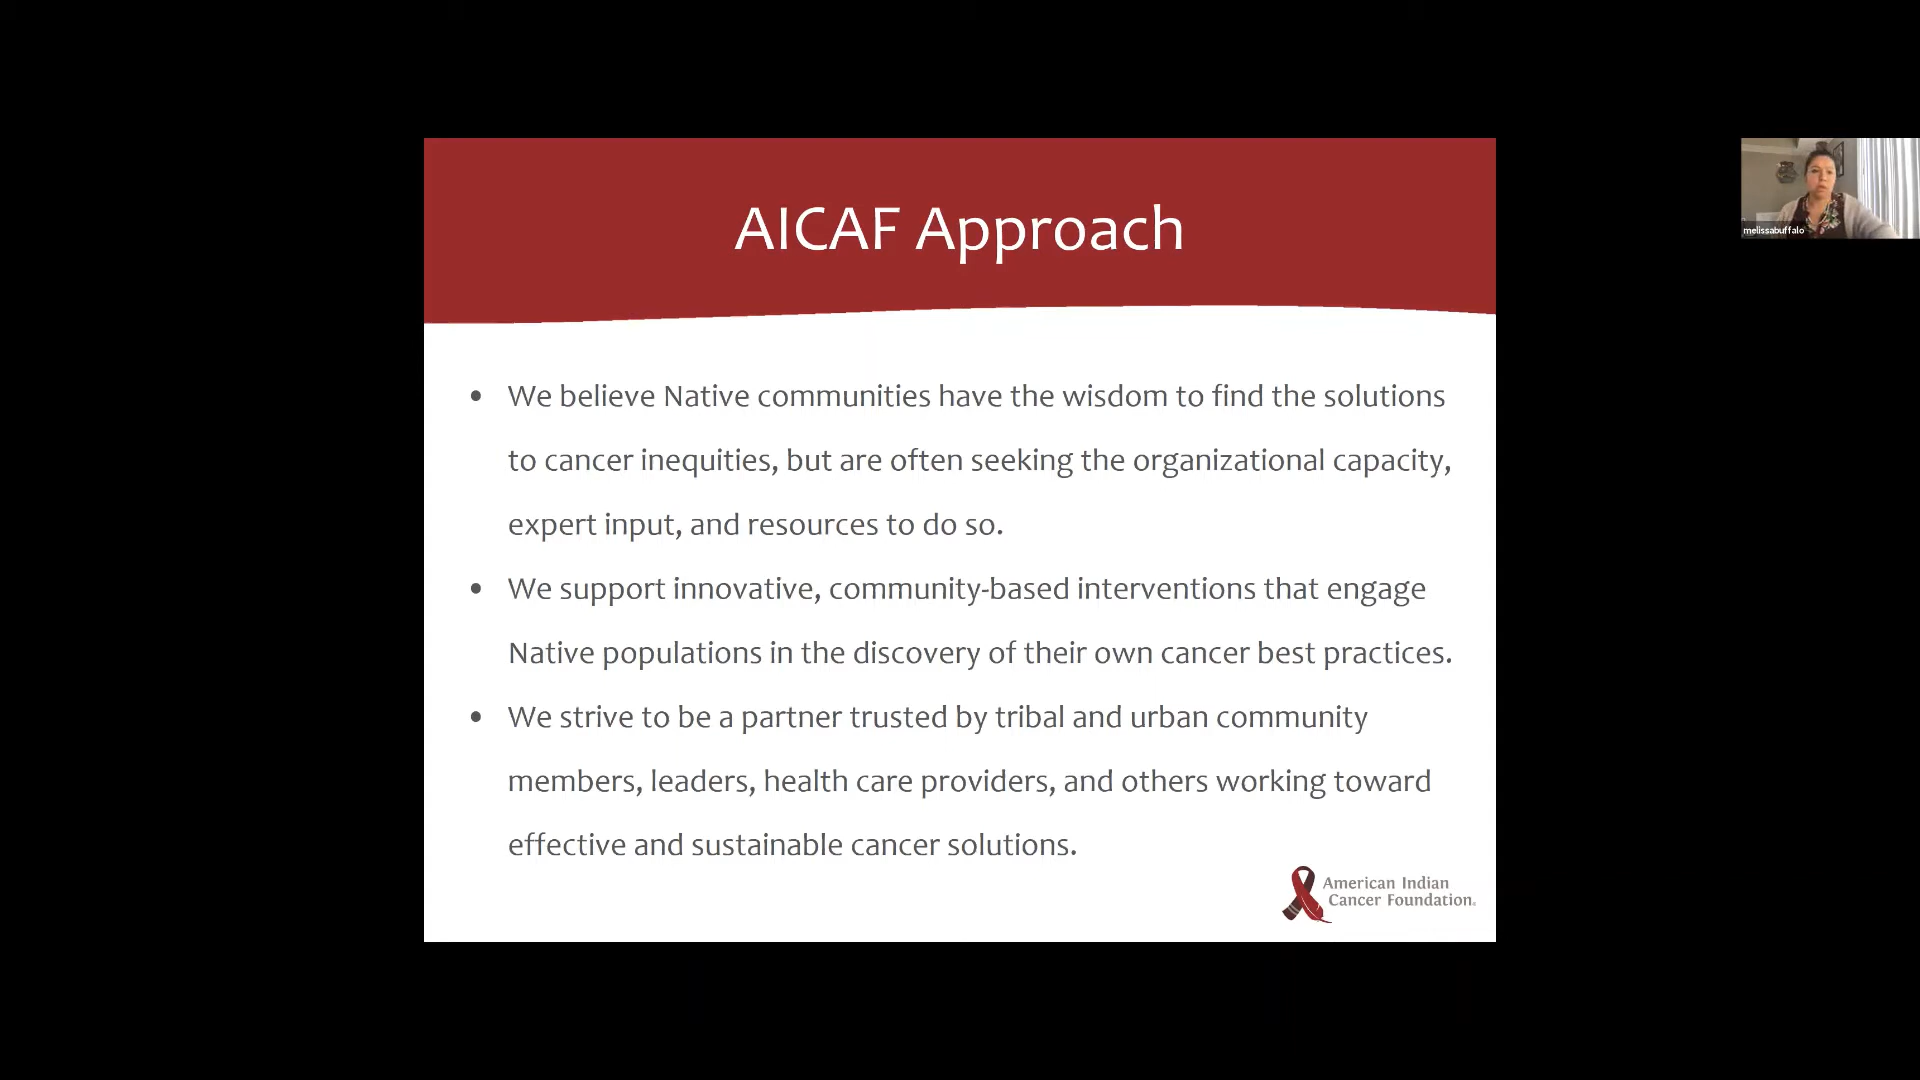 AICAF Approach
melissabuffalo
• We believe Native communities have the wisdom to find the solutions
to cancer inequities, but are often seeking the organizational capacity,
expert input, and resources to do so.
• We support innovative, community-based interventions that engage
Native populations in the discovery of their own cancer best practices.
• We strive to be a partner trusted by tribal and urban community
members, leaders, health care providers, and others working toward
effective and sustainable cancer solutions.
American Indian
Cancer Foundation®